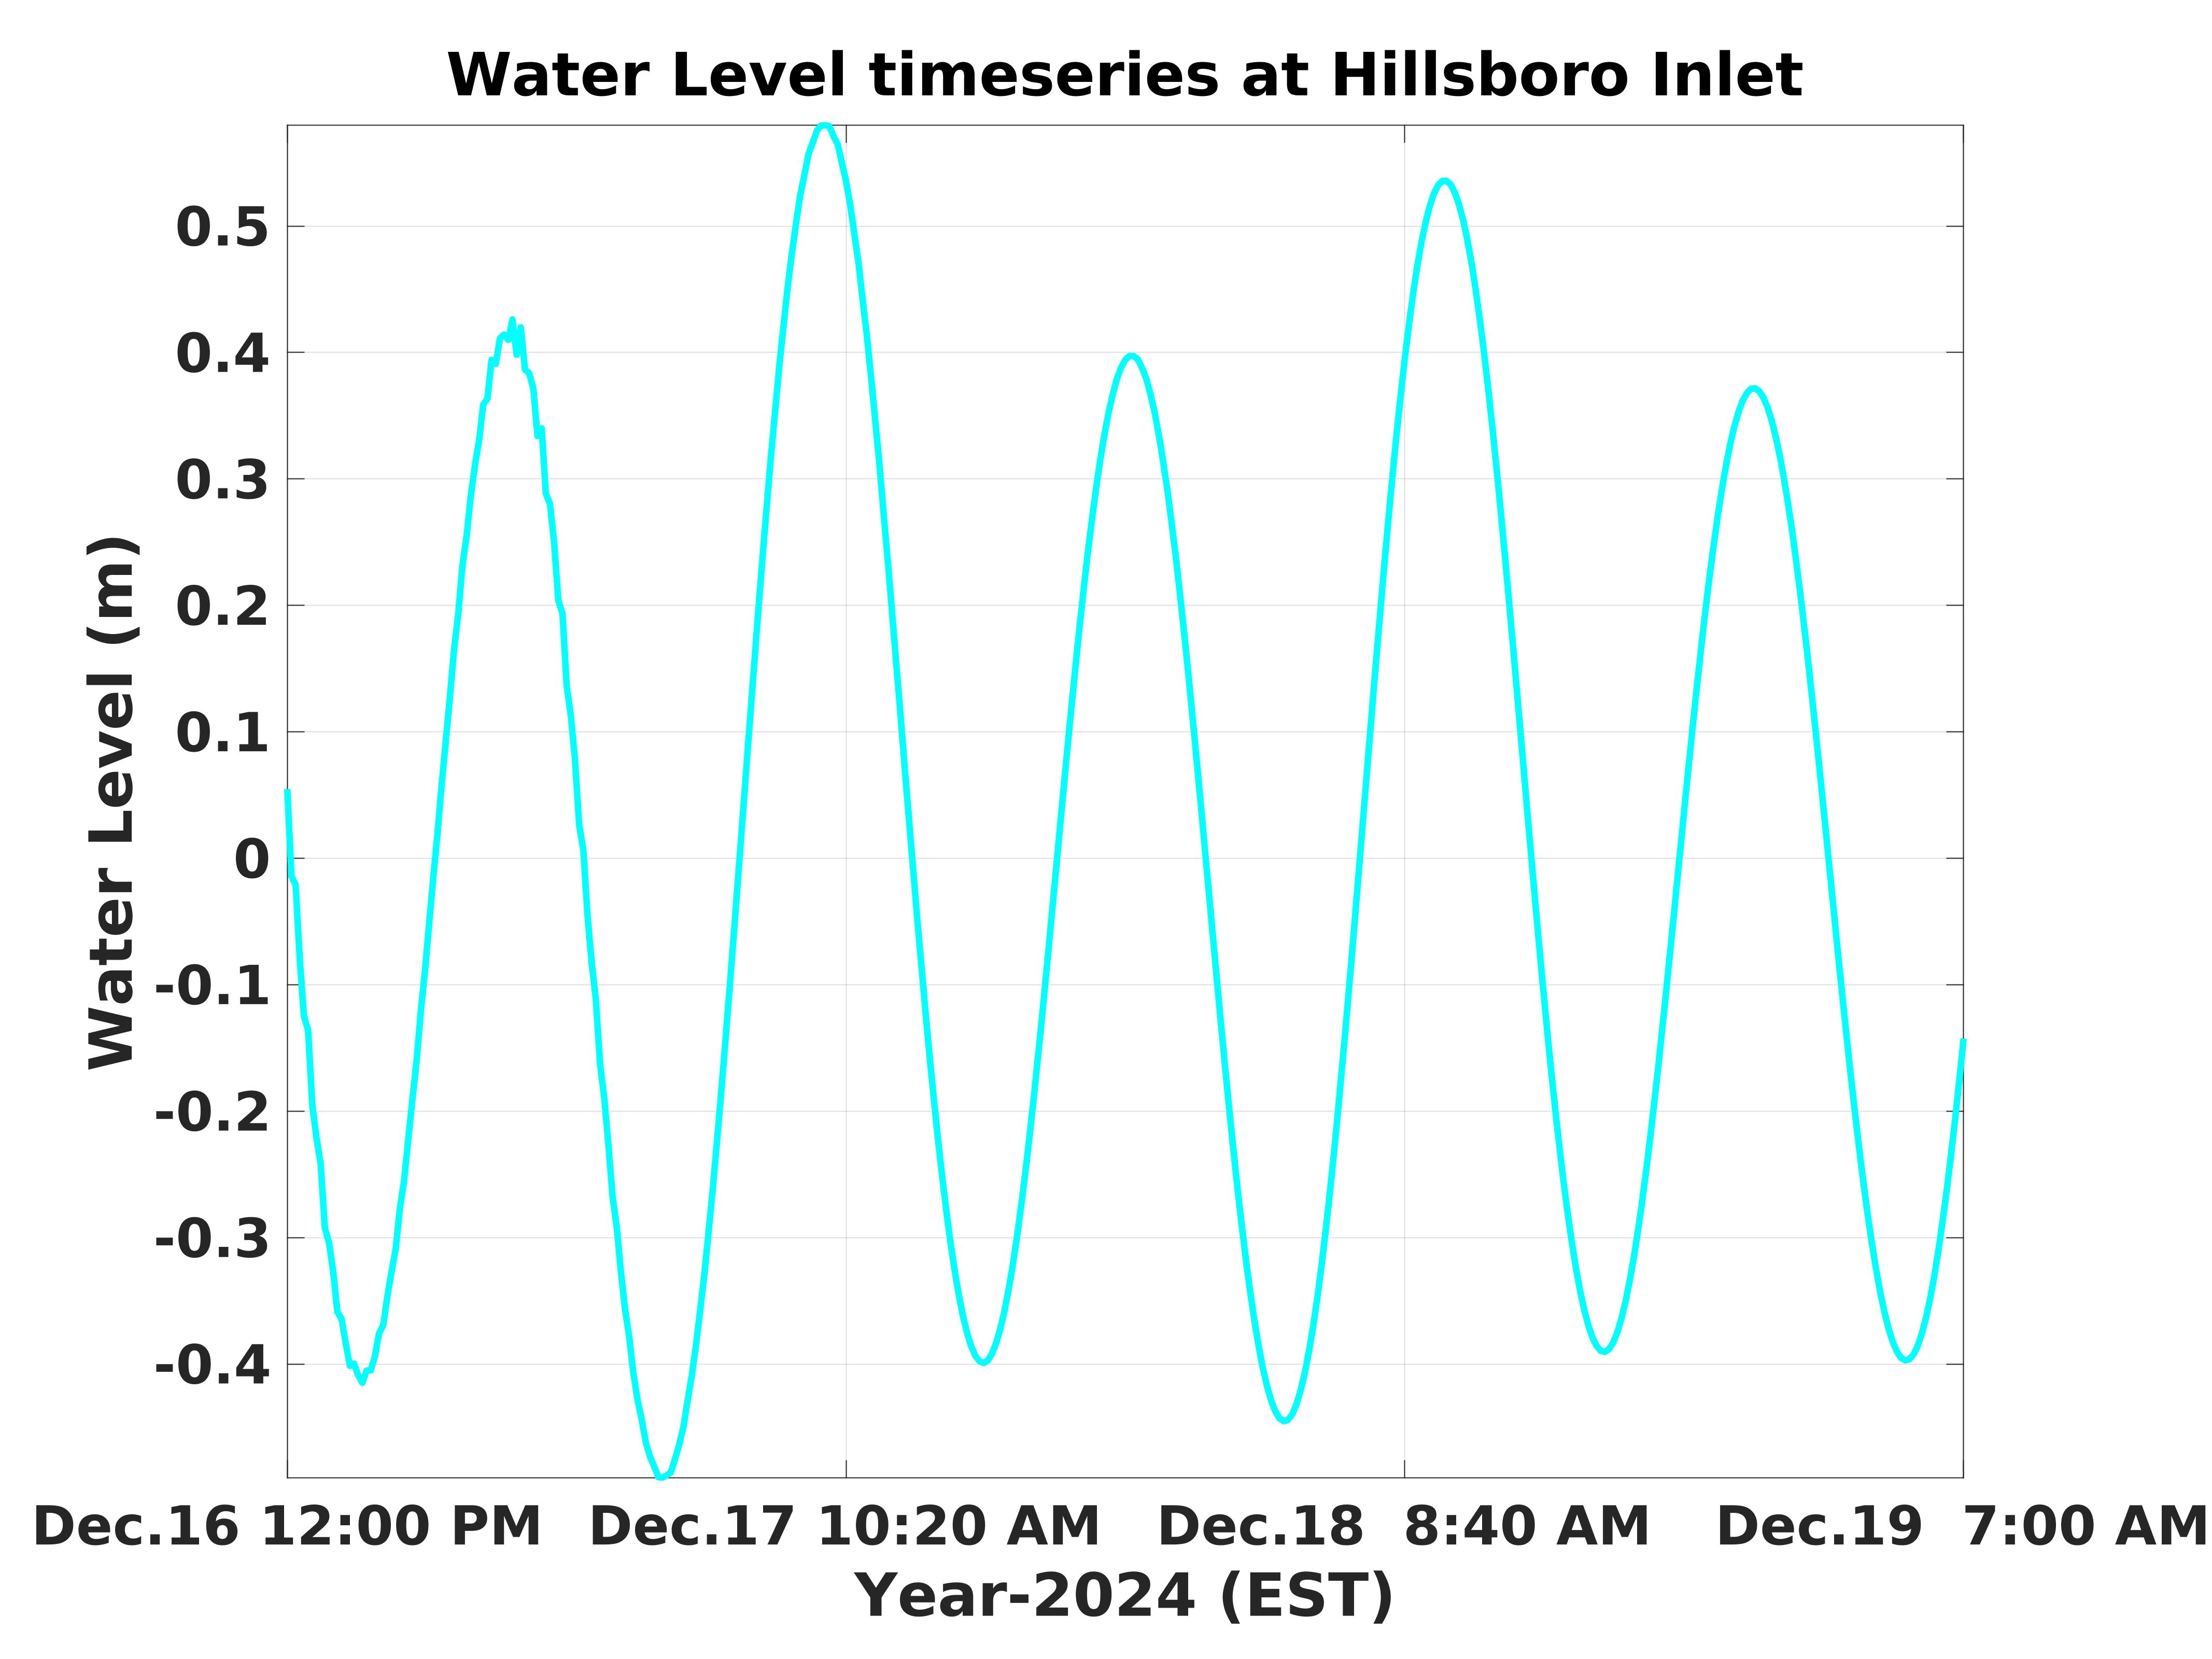 Water Level timeseries at Hillsboro Inlet
Water Level (m)
0.5
0.4
0.3
0.2
0.1
0
-0.1
-0.2
-0.3
-0.4
Dec.16 12:00 PM Dec.17 10:20 AM Dec.18 8:40 AM Dec.19 7:00 AM
Year-2024 (EST)